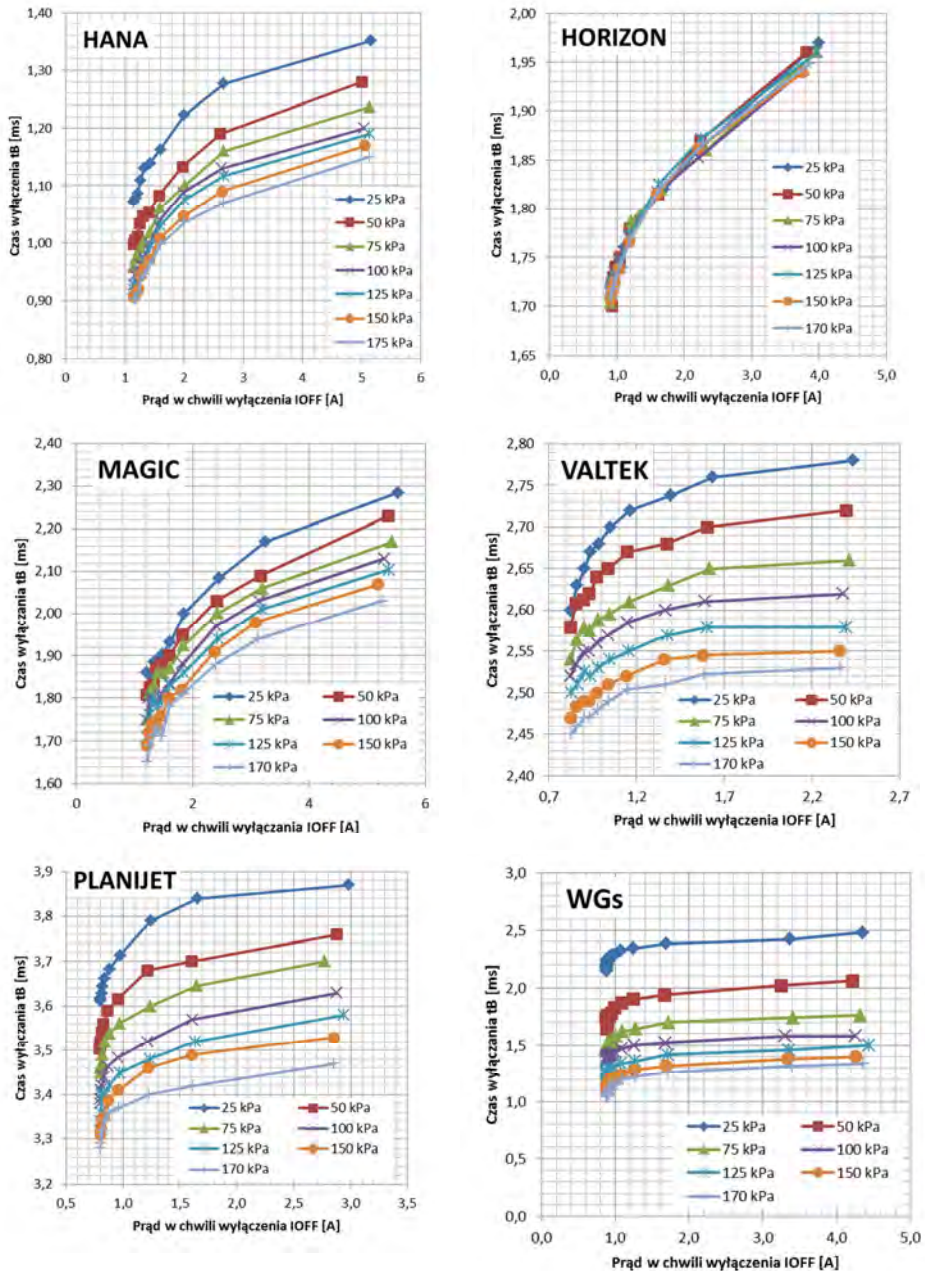 HANA
Czas wyłączenia tB [ms]
1,40
1,30
1,20
1,10
1,00
0,90
0,80
25 kPa
50 kPa
75 kPa
100 kPa
125 kPa
150 kPa
175 kPa
0 1 2 3 4 5 6
Prąd w chwili wyłączenia IOFF [A]
HORIZON
Czas wyłączenia tB [ms]
2,00
1,95
1,90
1,85
1,80
1,75
1,70
1,65
25 kPa
50 kPa
75 kPa
100 kPa
125 kPa
150 kPa
170 kPa
0,0 1,0 2,0 3,0 4,0 5,0
Prąd w chwili wyłączenia IOFF [A]
MAGIC
Czas wyłączania tB [ms]
2,40
2,30
2,20
2,10
2,00
1,90
1,80
1,70
1,60
25 kPa 50 kPa
75 kPa 100 kPa
125 kPa 150 kPa
170 kPa
0 2 4 6
Prąd w chwili wyłączania IOFF [A]
VALTEK
Czas wyłączenia tB [ms]
2,80
2,75
2,70
2,65
2,60
2,55
2,50
2,45
2,40
25 kPa 50 kPa
75 kPa 100 kPa
125 kPa 150 kPa
170 kPa
0,7 1,2 1,7 2,2 2,7
Prąd w chwili wyłączenia IOFF [A]
PLANIJET
Czas wyłączenia tB [ms]
3,9
3,8
3,7
3,6
3,5
3,4
3,3
3,2
25 kPa 50 kPa
75 kPa 100 kPa
125 kPa 150 kPa
170 kPa
0,5 1,0 1,5 2,0 2,5 3,0 3,5
Prąd w chwili wyłączenia IOFF [A]
WGs
Czas wyłączenia tB [ms]
3,0
2,5
2,0
1,5
1,0
0,5
0,0
25 kPa 50 kPa
75 kPa 100 kPa
125 kPa 150 kPa
170 kPa
0,0 1,0 2,0 3,0 4,0 5,0
Prąd w chwili wyłączenia IOFF [A]